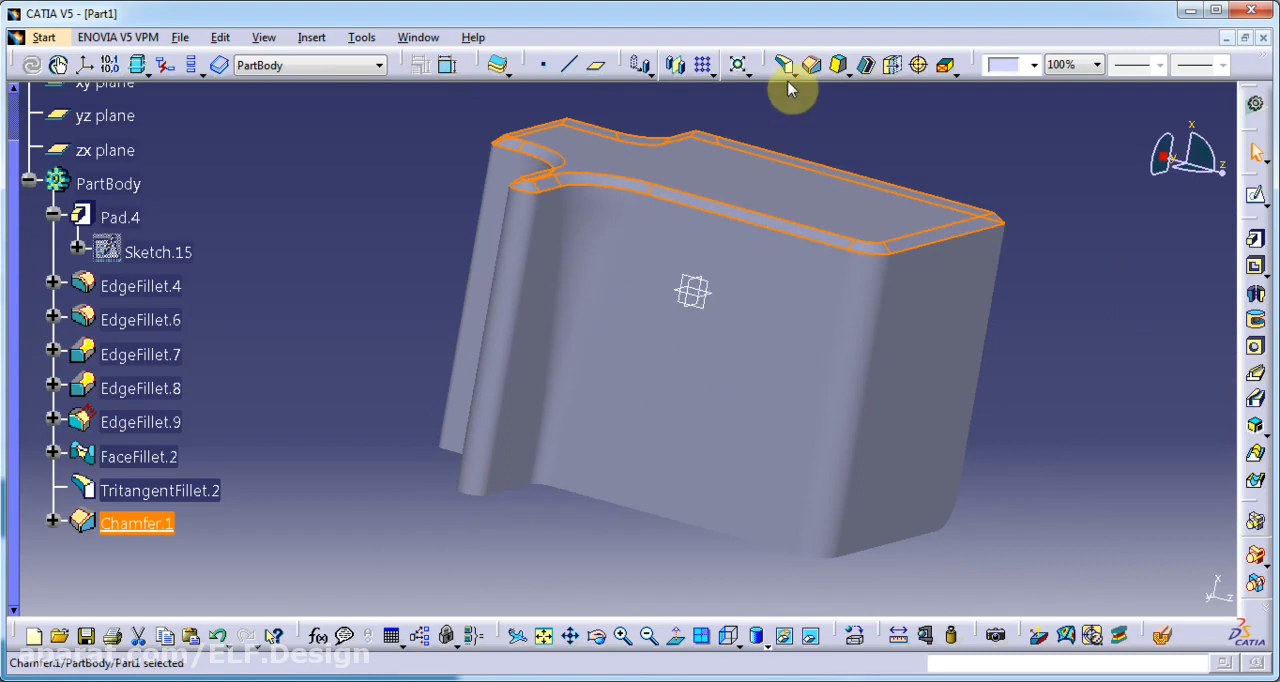 CATIA V5 - [Part1]
Start ENOVIA V5 VPM File Edit View Insert Tools Window Help
PartBody 100%
xy plane
yz plane
zx plane
PartBody
Pad.4
Sketch.15
EdgeFillet.4
EdgeFillet.6
EdgeFillet.7
EdgeFillet.8
EdgeFillet.9
FaceFillet.2
TritangentFillet.2
Chamfer.1
x
y
z
x
y z
f(x)
CATIA
aparat.com/ELF.Design
Chamfer.1/PartBody/Part1 selected